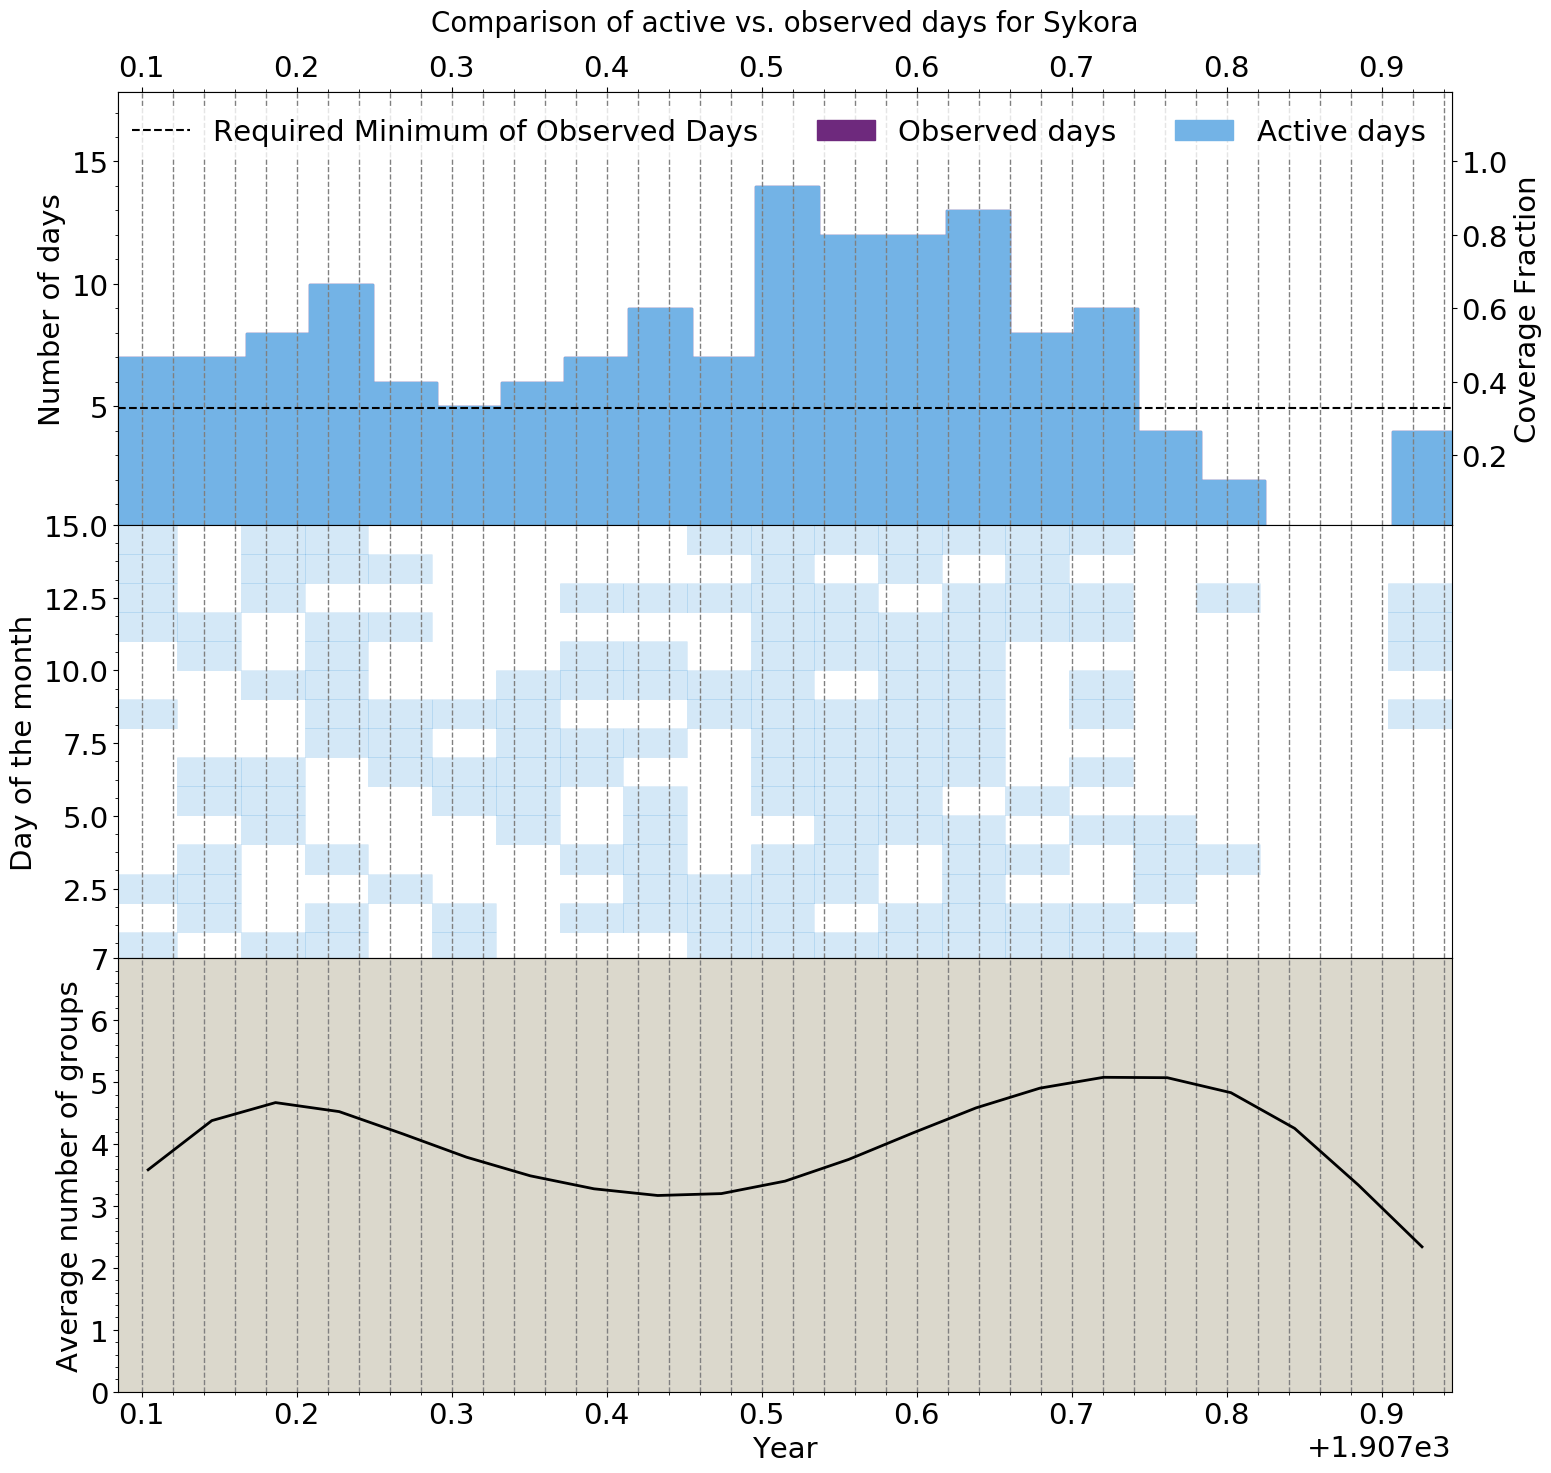 Comparison of active vs. observed days for Sykora
0.1 0.2 0.3 0.4 0.5 0.6 0.7 0.8 0.9
Required Minimum of Observed Days Observed days Active days
Number of days
15
10
5
Coverage Fraction
1.0
0.8
0.6
0.4
0.2
Day of the month
15.0
12.5
10.0
7.5
5.0
2.5
Average number of groups
7
6
5
4
3
2
1
0
0.1 0.2 0.3 0.4 0.5 0.6 0.7 0.8 0.9
Year
+1.907e3